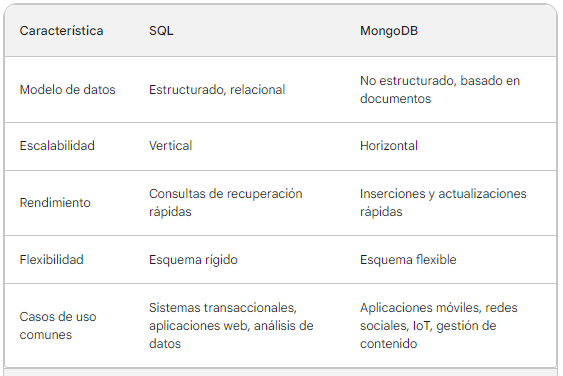 Característica SQL MongoDB
Modelo de datos Estructurado, relacional No estructurado, basado en
documentos
Escalabilidad Vertical Horizontal
Rendimiento Consultas de recuperación Inserciones y actualizaciones
rápidas rápidas
Flexibilidad Esquema rígido Esquema flexible
Casos de uso Sistemas transaccionales, Aplicaciones móviles, redes
comunes aplicaciones web, análisis de sociales, IoT, gestión de
datos contenido